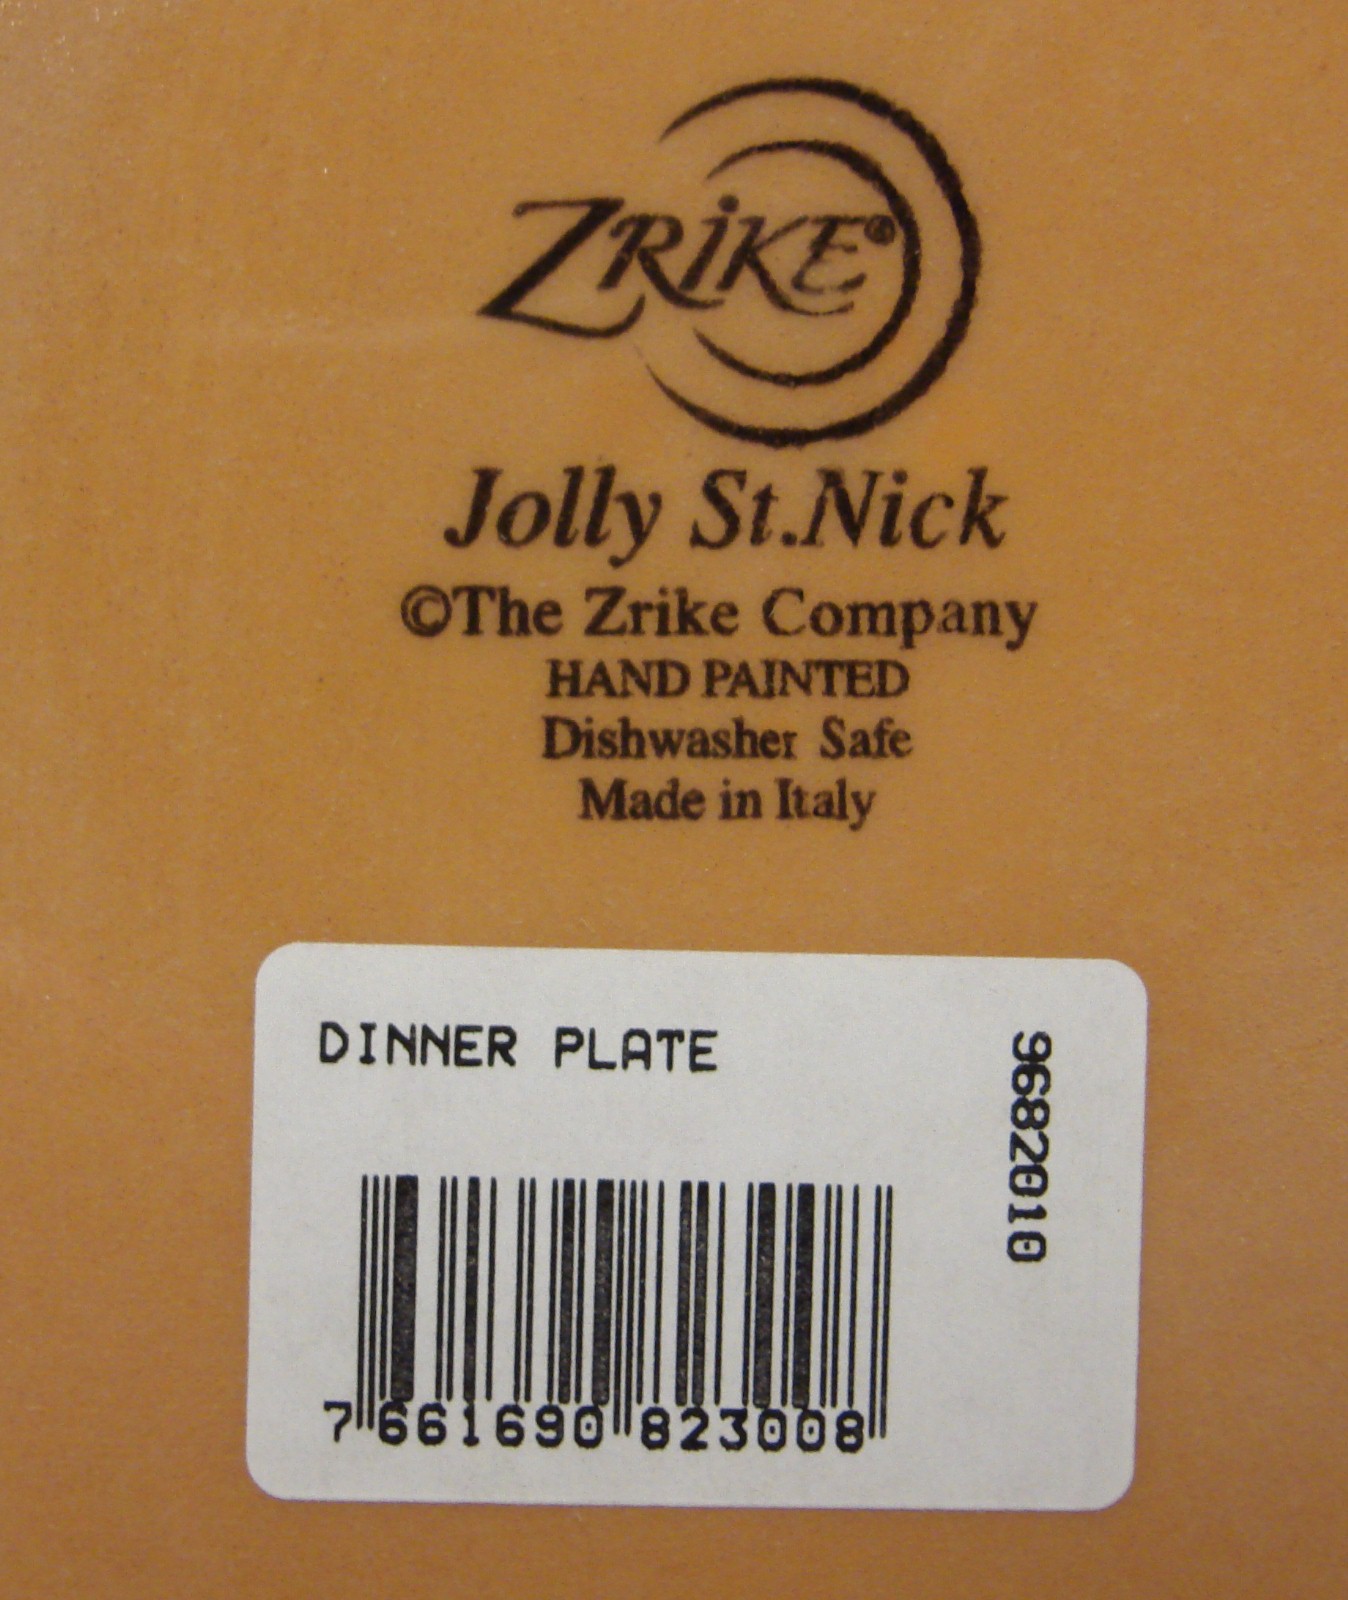 ZRiKE®
Jolly St.Nick
©The Zrike Company
HAND PAINTED
Dishwasher Safe
Made in Italy
DINNER PLATE
9682010
7 661690 823008